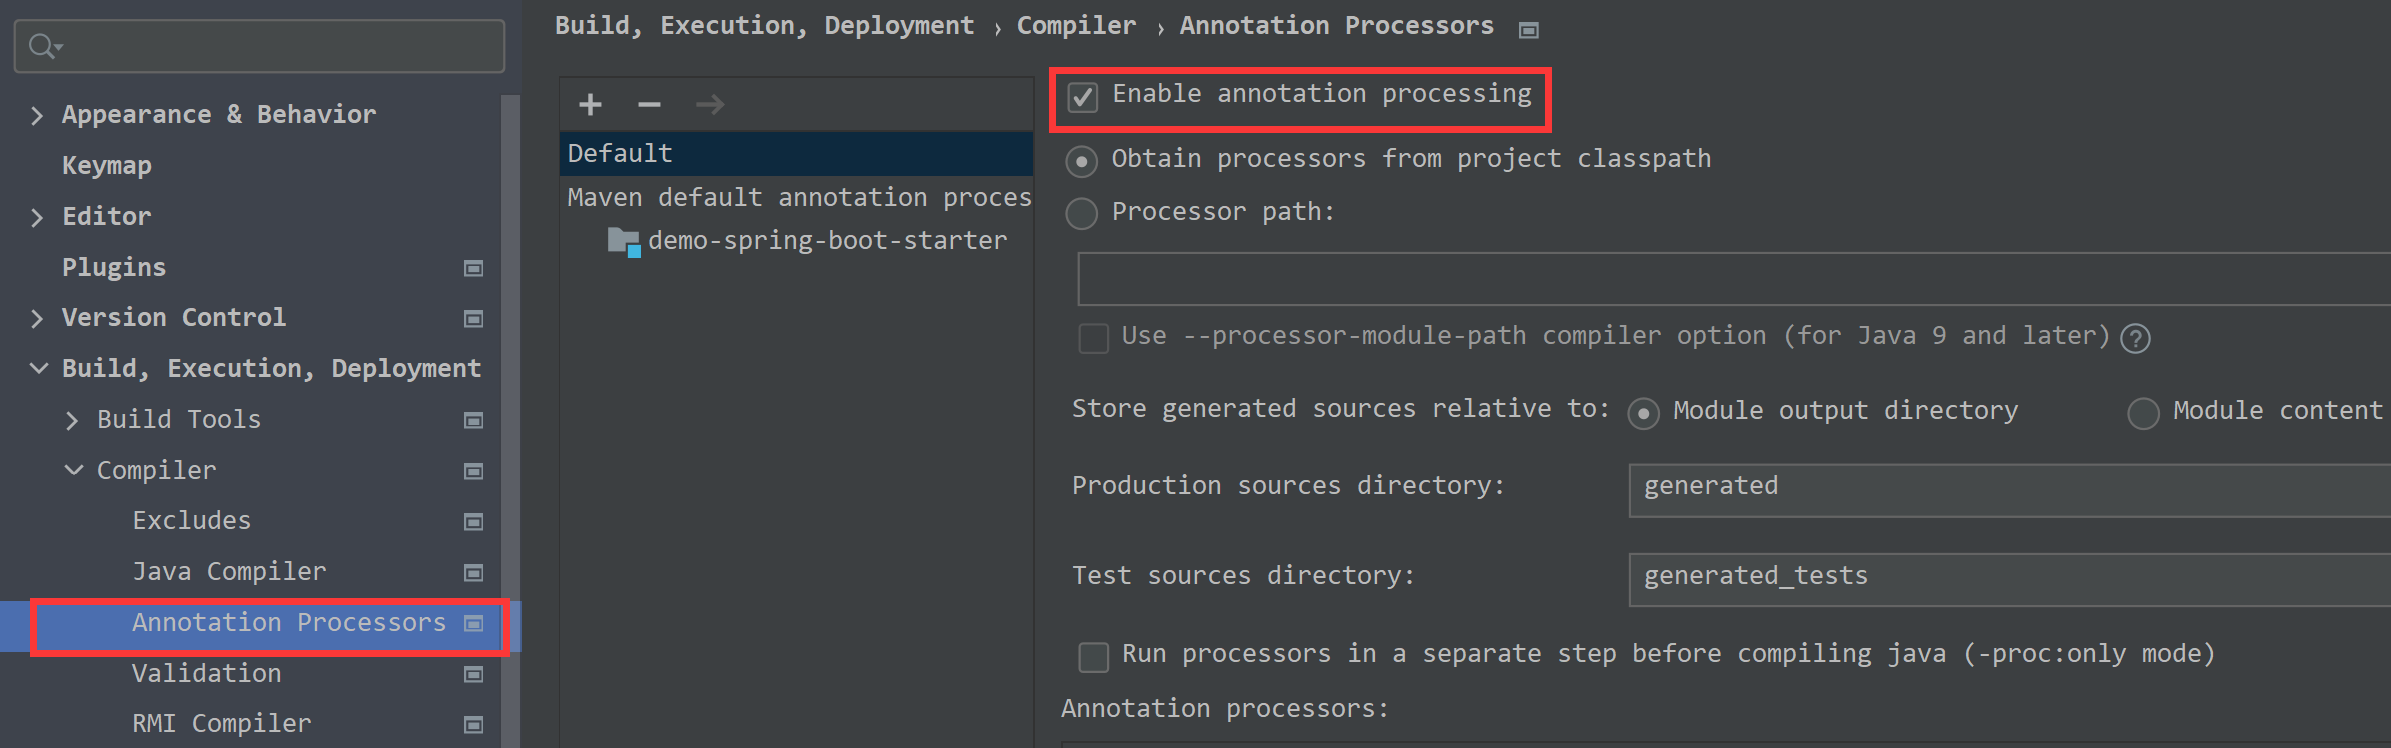 Appearance & Behavior
Keymap
Editor
Plugins
Version Control
Build, Execution, Deployment
Build Tools
Compiler
Excludes
Java Compiler
Annotation Processors
Validation
RMI Compiler
Build, Execution, Deployment › Compiler › Annotation Processors
Default
Maven default annotation proces
demo-spring-boot-starter
Enable annotation processing
Obtain processors from project classpath
Processor path:
Use --processor-module-path compiler option (for Java 9 and later) ?
Store generated sources relative to: Module output directory Module content
Production sources directory: generated
Test sources directory: generated_tests
Run processors in a separate step before compiling java (-proc:only mode)
Annotation processors: